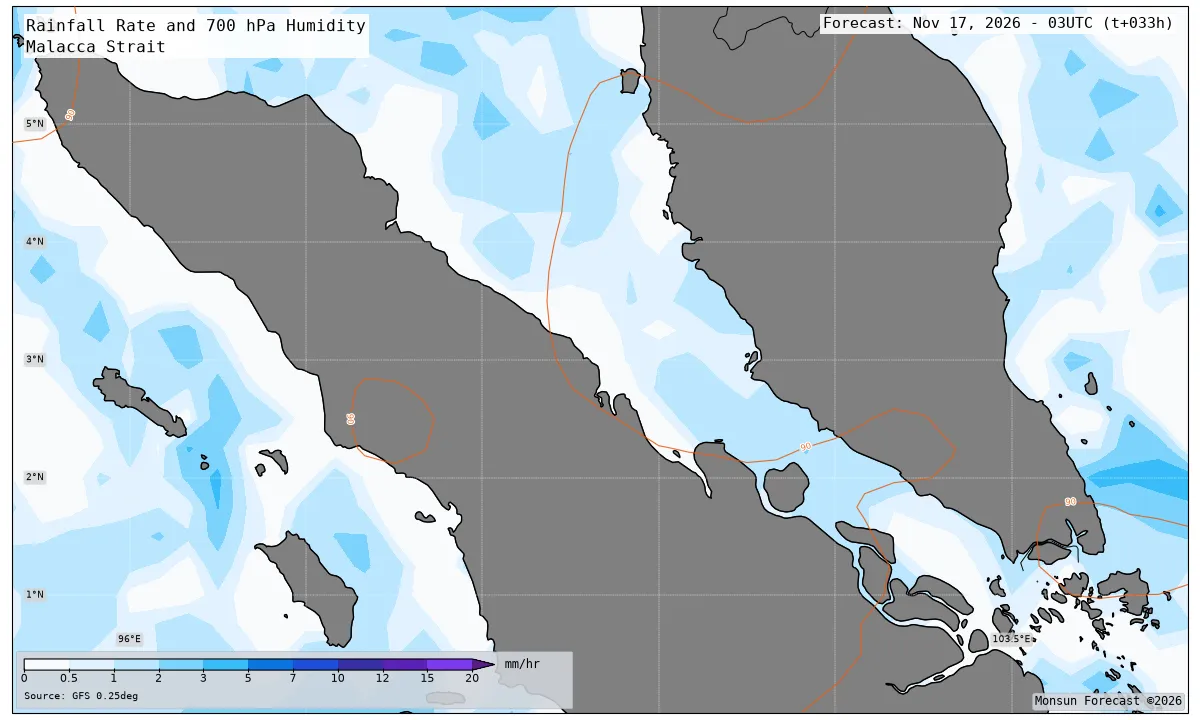 Rainfall Rate and 700 hPa Humidity
Malacca Strait
Forecast: Nov 17, 2026 - 03UTC (t+033h)
90
5°N
4°N
3°N
90
90
2°N
90
1°N
96°E
103.5°E
mm/hr
0 0.5 1 2 3 5 7 10 12 15 20
Source: GFS 0.25deg
Monsun Forecast ©2026